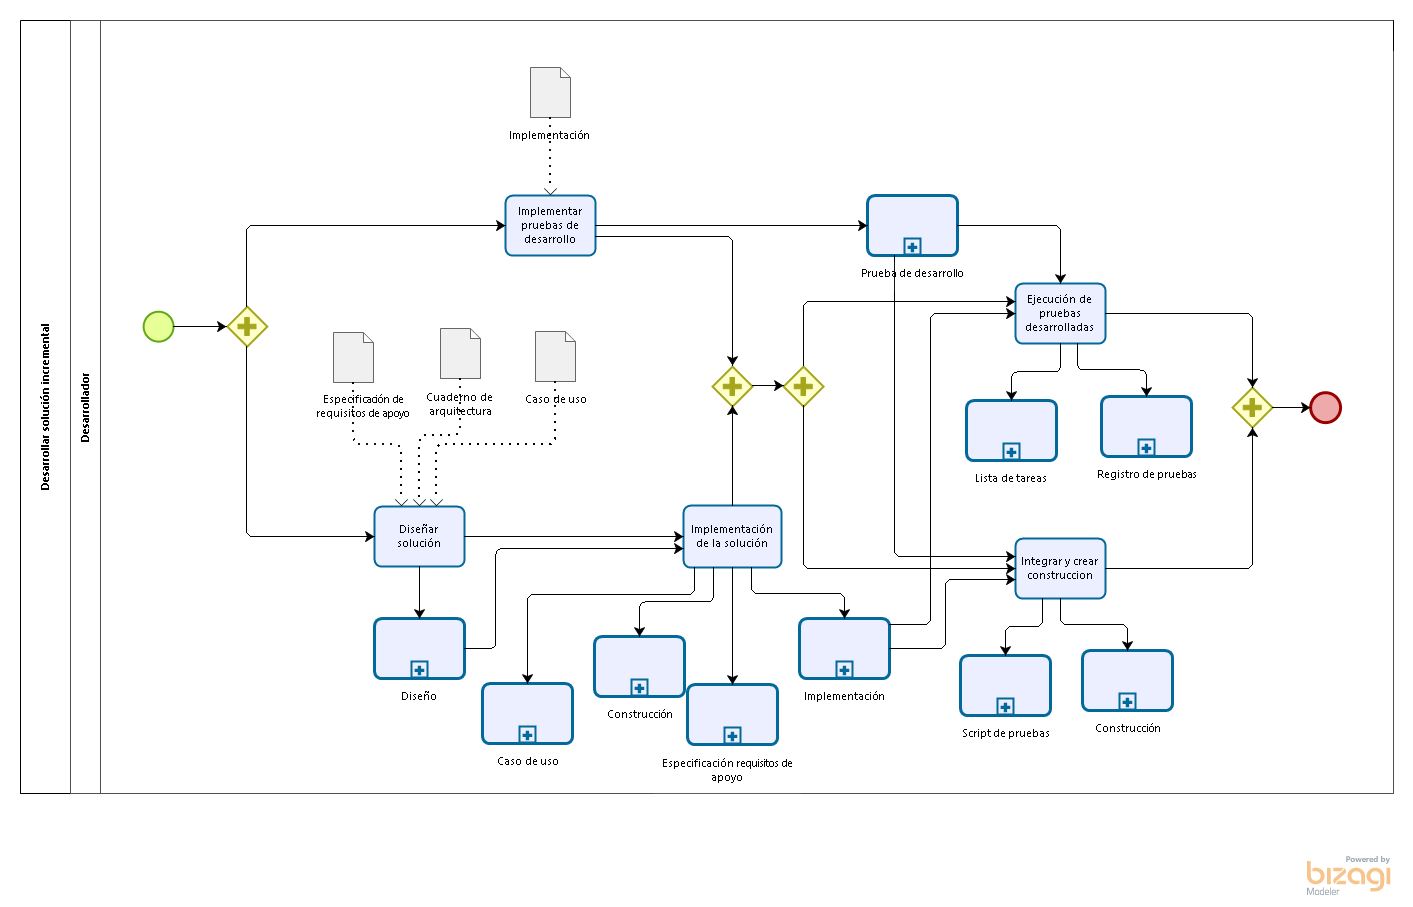 Desarrollar solución incremental
Desarrollador
Implementación
Implementar
pruebas de
desarrollo
Prueba de desarrollo
Ejecución de
pruebas
desarrolladas
Especificación de
requisitos de apoyo
Cuaderno de
arquitectura
Caso de uso
Lista de tareas
Registro de pruebas
Diseñar
solución
Implementación
de la solución
Integrar y crear
construccion
Diseño
Caso de uso
Construcción
Especificación requisitos de
apoyo
Implementación
Script de pruebas
Construcción
Powered by
bizagi
Modeler